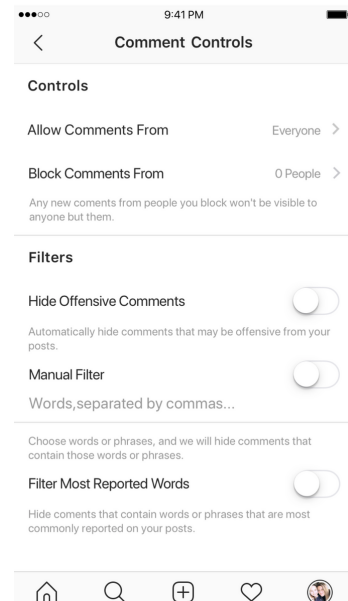 9:41 PM
Comment Controls
Controls
Allow Comments From Everyone
Block Comments From 0 People
Any new coments from people you block won't be visible to
anyone but them.
Filters
Hide Offensive Comments
Automatically hide comments that may be offensive from your
posts.
Manual Filter
Words,separated by commas...
Choose words or phrases, and we will hide comments that
contain those words or phrases.
Filter Most Reported Words
Hide coments that contain words or phrases that are most
commonly reported on your posts.